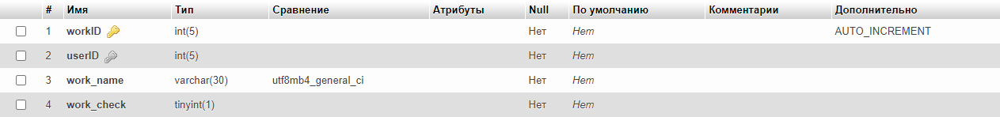 # Имя Тип Сравнение Атрибуты Null По умолчанию Комментарии Дополнительно
1 workID int(5) Нет Нет AUTO_INCREMENT
2 userID int(5) Нет Нет
3 work_name varchar(30) utf8mb4_general_ci Нет Нет
4 work_check tinyint(1) Нет Нет